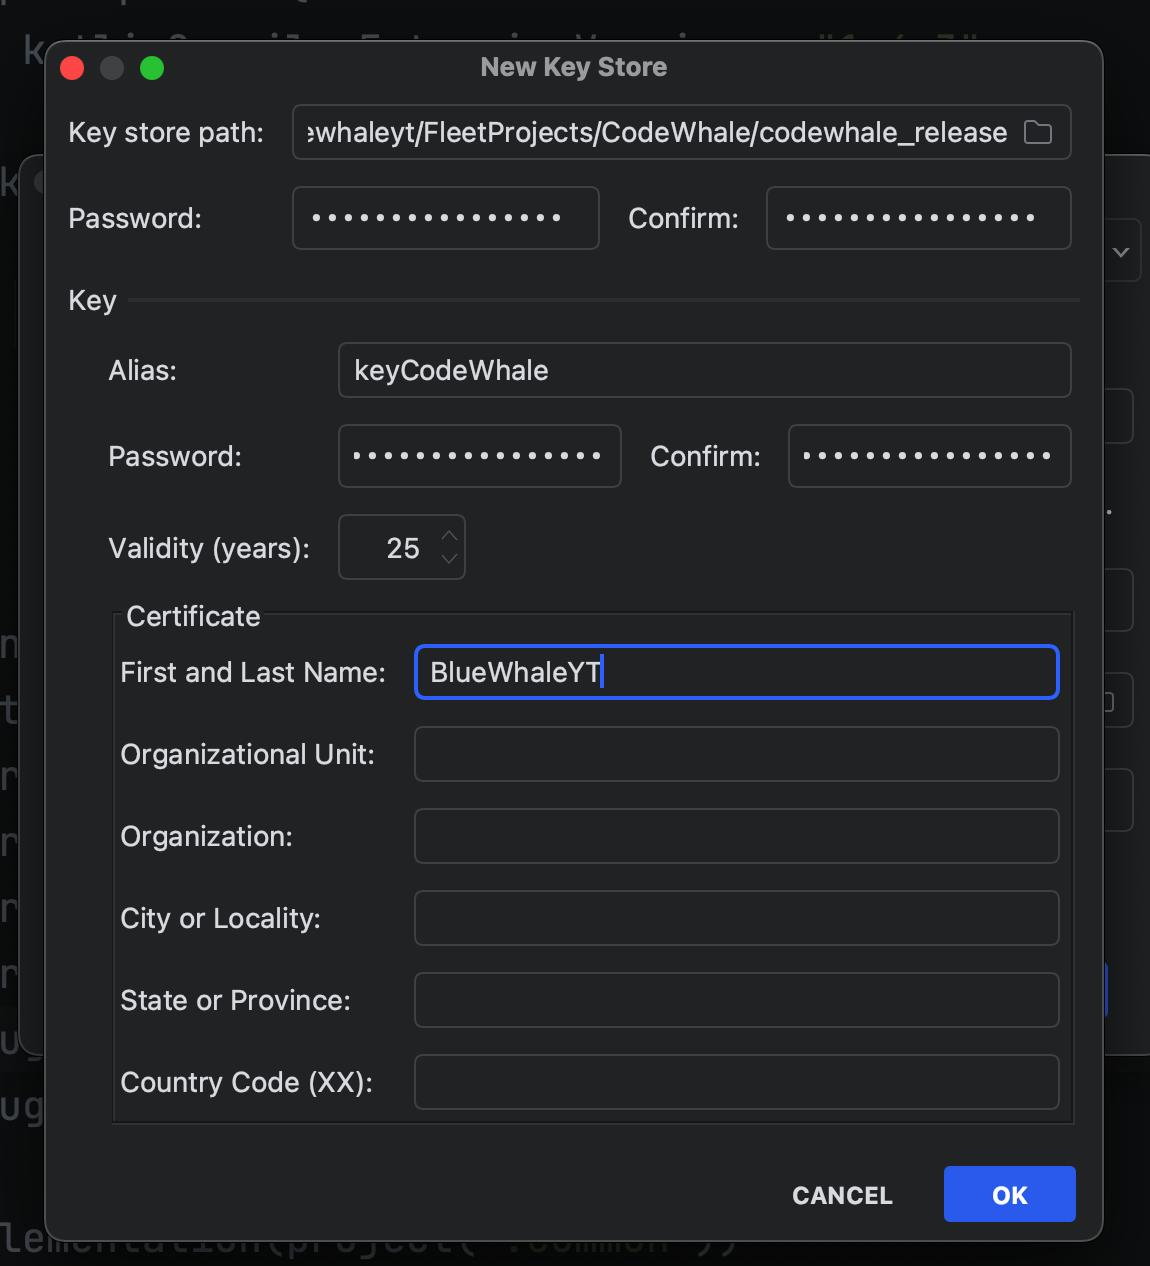 New Key Store
Key store path: ewhaleyt/FleetProjects/CodeWhale/codewhale_release
Password: •••••••••••••••• Confirm: ••••••••••••••••
Key
Alias: keyCodeWhale
Password: •••••••••••••••• Confirm: ••••••••••••••••
Validity (years): 25
Certificate
First and Last Name: BlueWhaleYT
Organizational Unit:
Organization:
City or Locality:
State or Province:
Country Code (XX):
CANCEL OK